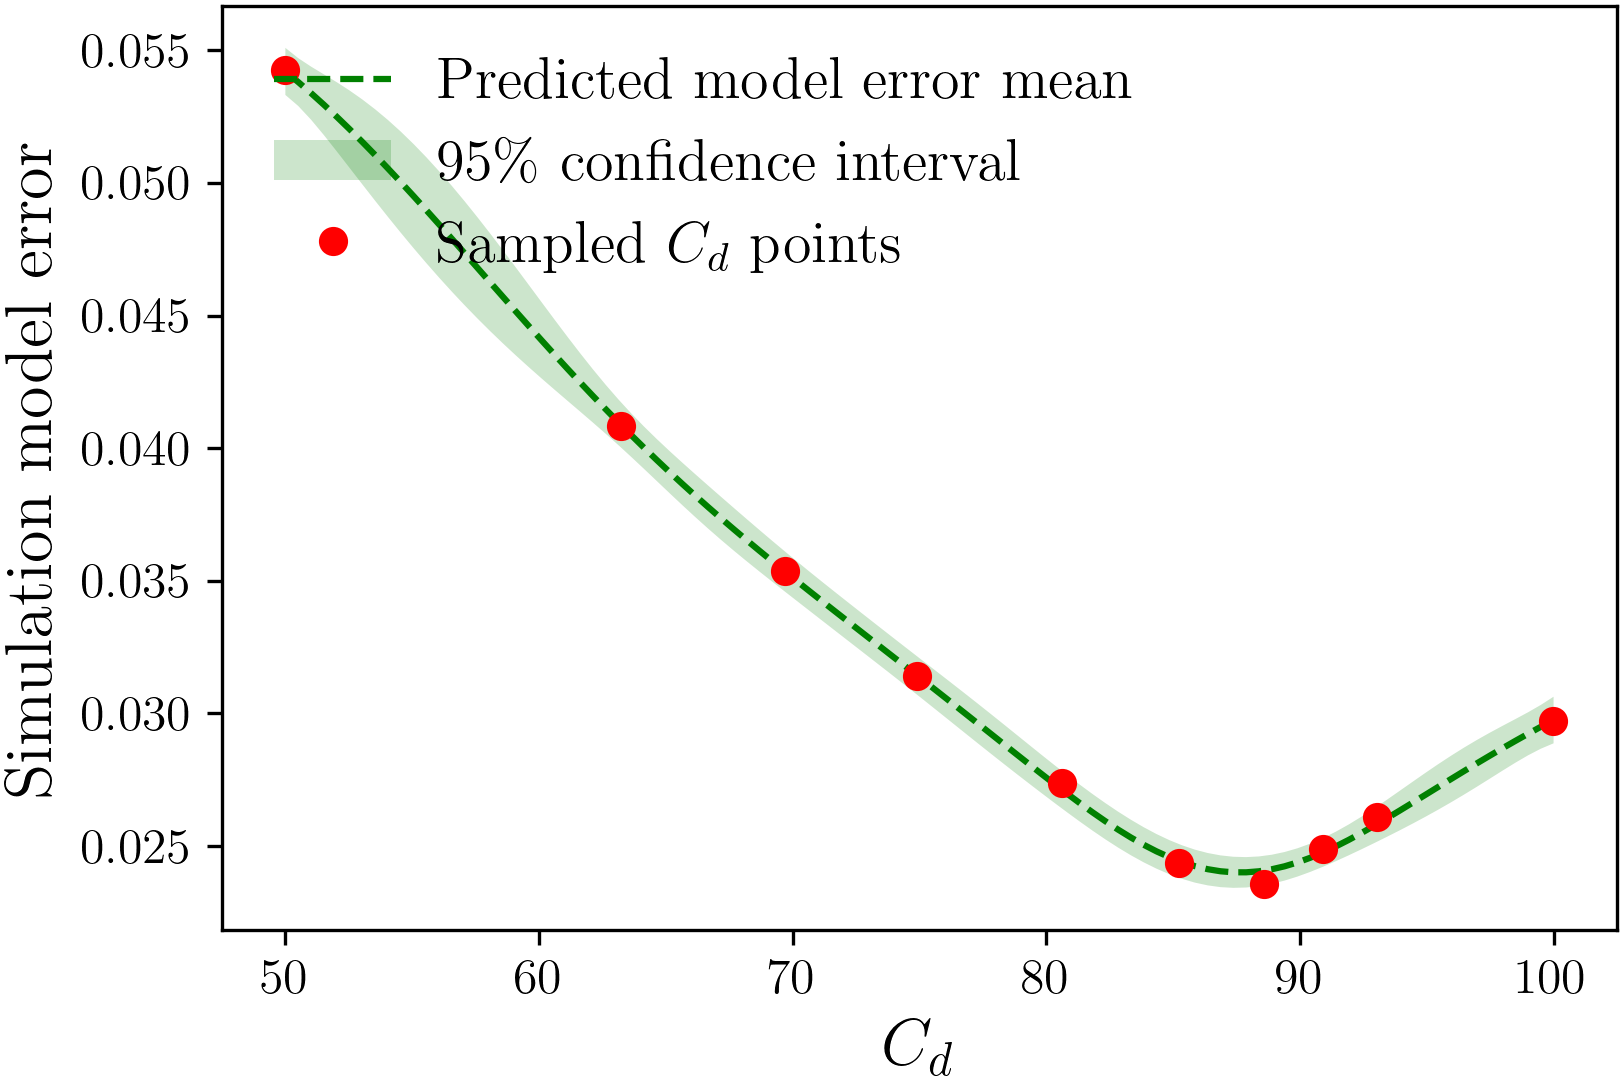 Predicted model error mean
95% confidence interval
Sampled C_d points
Simulation model error
0.055
0.050
0.045
0.040
0.035
0.030
0.025
50 60 70 80 90 100
C_d